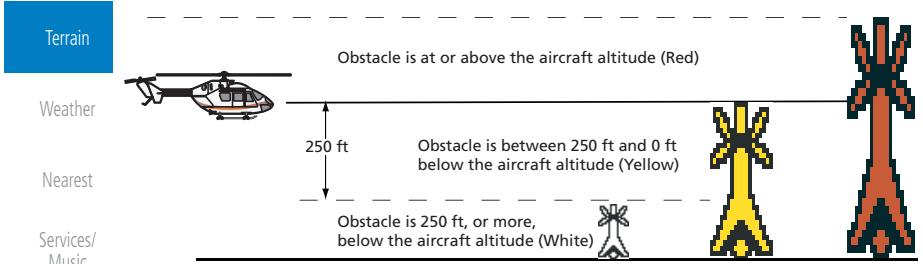 Terrain
Weather
Nearest
Services/
Music
Obstacle is at or above the aircraft altitude (Red)
250 ft
Obstacle is between 250 ft and 0 ft
below the aircraft altitude (Yellow)
Obstacle is 250 ft, or more,
below the aircraft altitude (White)